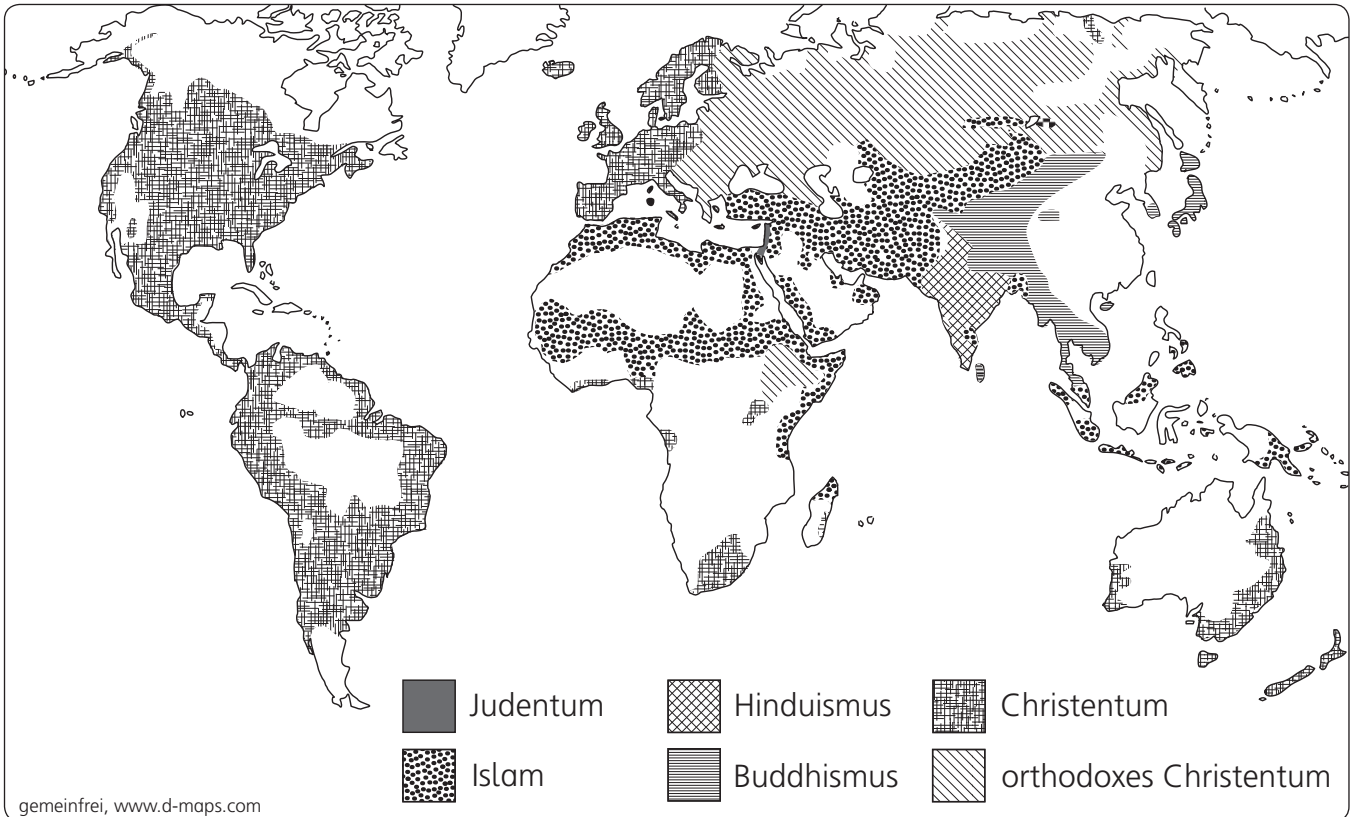 Judentum
Hinduismus
Christentum
Islam
Buddhismus
orthodoxes Christentum
gemeinfrei, www.d-maps.com